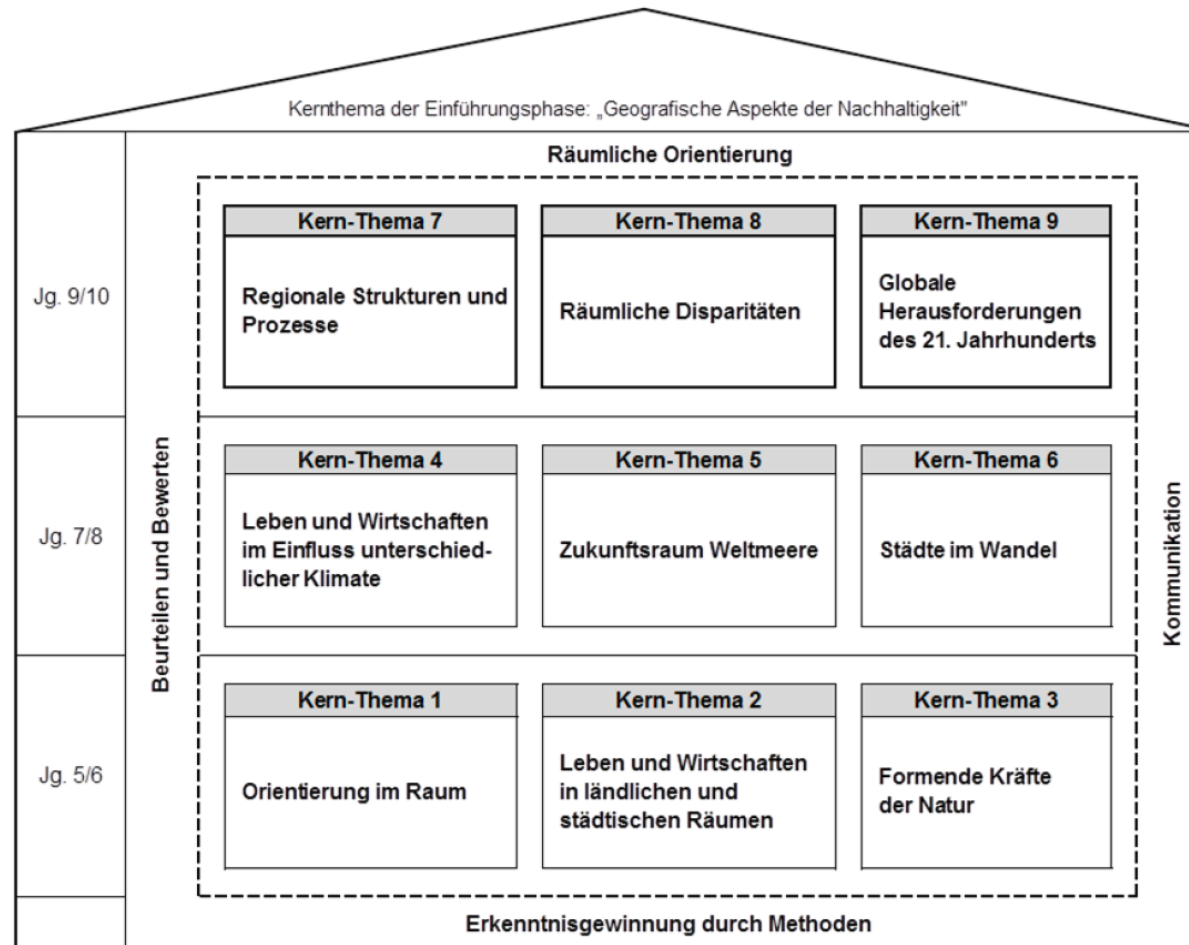 Kernthema der Einführungsphase: „Geografische Aspekte der Nachhaltigkeit"
Räumliche Orientierung
Jg. 9/10
Kern-Thema 7
Regionale Strukturen und
Prozesse
Kern-Thema 8
Räumliche Disparitäten
Kern-Thema 9
Globale
Herausforderungen
des 21. Jahrhunderts
Beurteilen und Bewerten
Jg. 7/8
Kern-Thema 4
Leben und Wirtschaften
im Einfluss unterschied-
licher Klimate
Kern-Thema 5
Zukunftsraum Weltmeere
Kern-Thema 6
Städte im Wandel
Kommunikation
Jg. 5/6
Kern-Thema 1
Orientierung im Raum
Kern-Thema 2
Leben und Wirtschaften
in ländlichen und
städtischen Räumen
Kern-Thema 3
Formende Kräfte
der Natur
Erkenntnisgewinnung durch Methoden